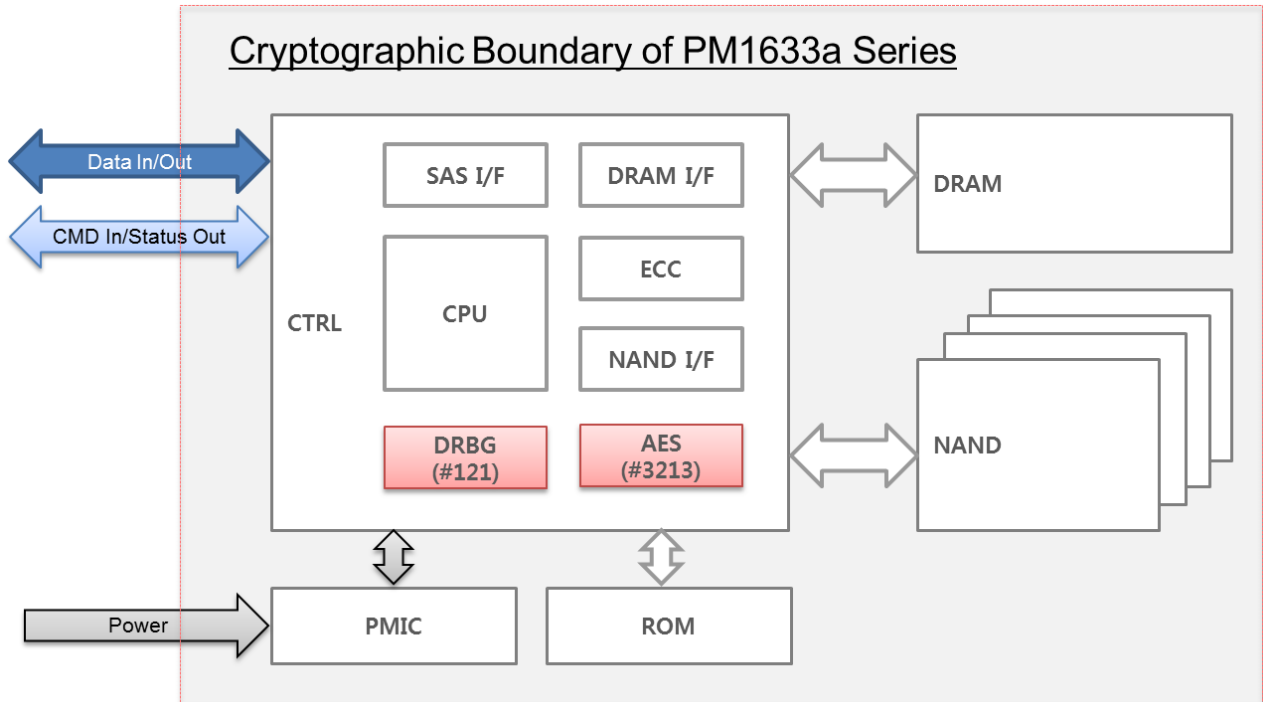 Cryptographic Boundary of PM1633a Series
Data In/Out
CMD In/Status Out
CTRL
SAS I/F
DRAM I/F
CPU
ECC
NAND I/F
DRBG
(#121)
AES
(#3213)
DRAM
NAND
Power
PMIC
ROM